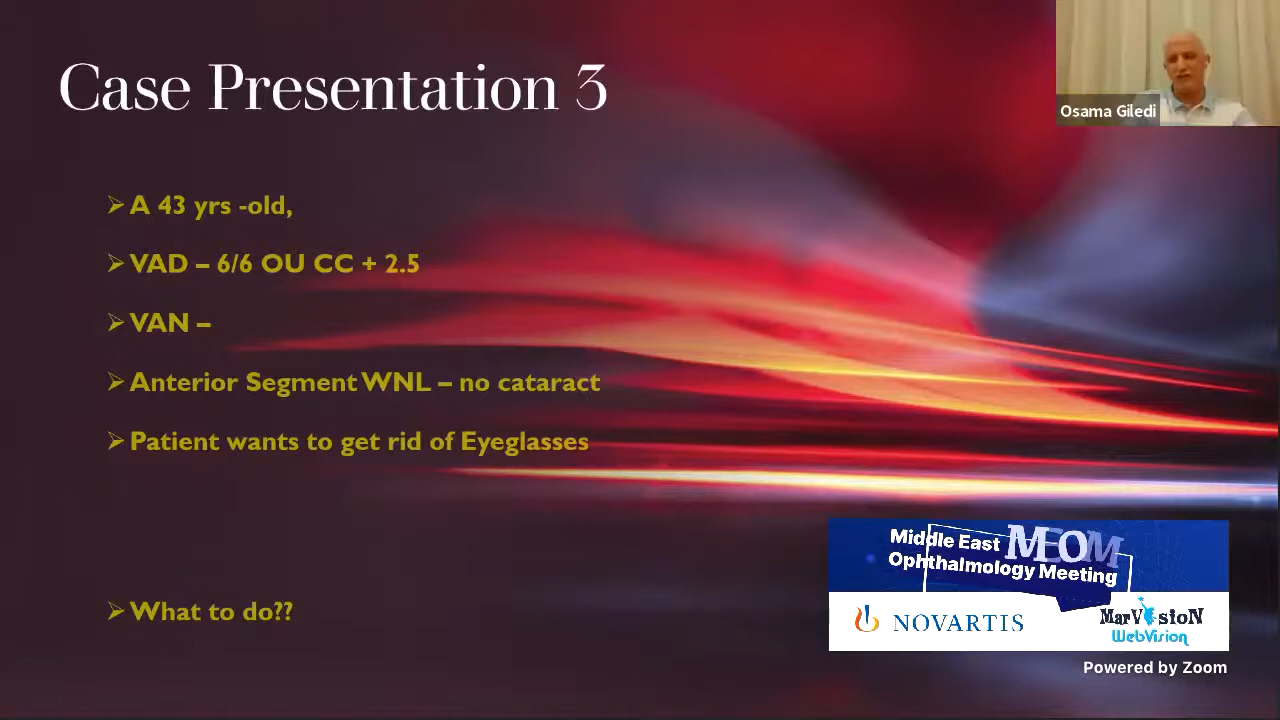 Case Presentation 3
Osama Giledi
➢A 43 yrs -old,
➢VAD – 6/6 OU CC + 2.5
➢VAN –
➢Anterior Segment WNL – no cataract
➢Patient wants to get rid of Eyeglasses
➢What to do??
Middle East MEOM
Ophthalmology Meeting
NOVARTIS
MarVisioN
WebVision
Powered by Zoom